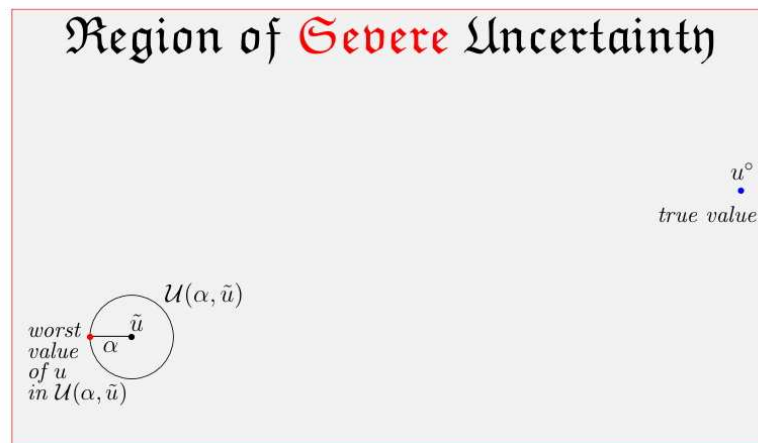 Region of Severe Uncertainty
u°
true value
𝒰(α, ũ)
ũ
worst
α
value
of u
in 𝒰(α, ũ)